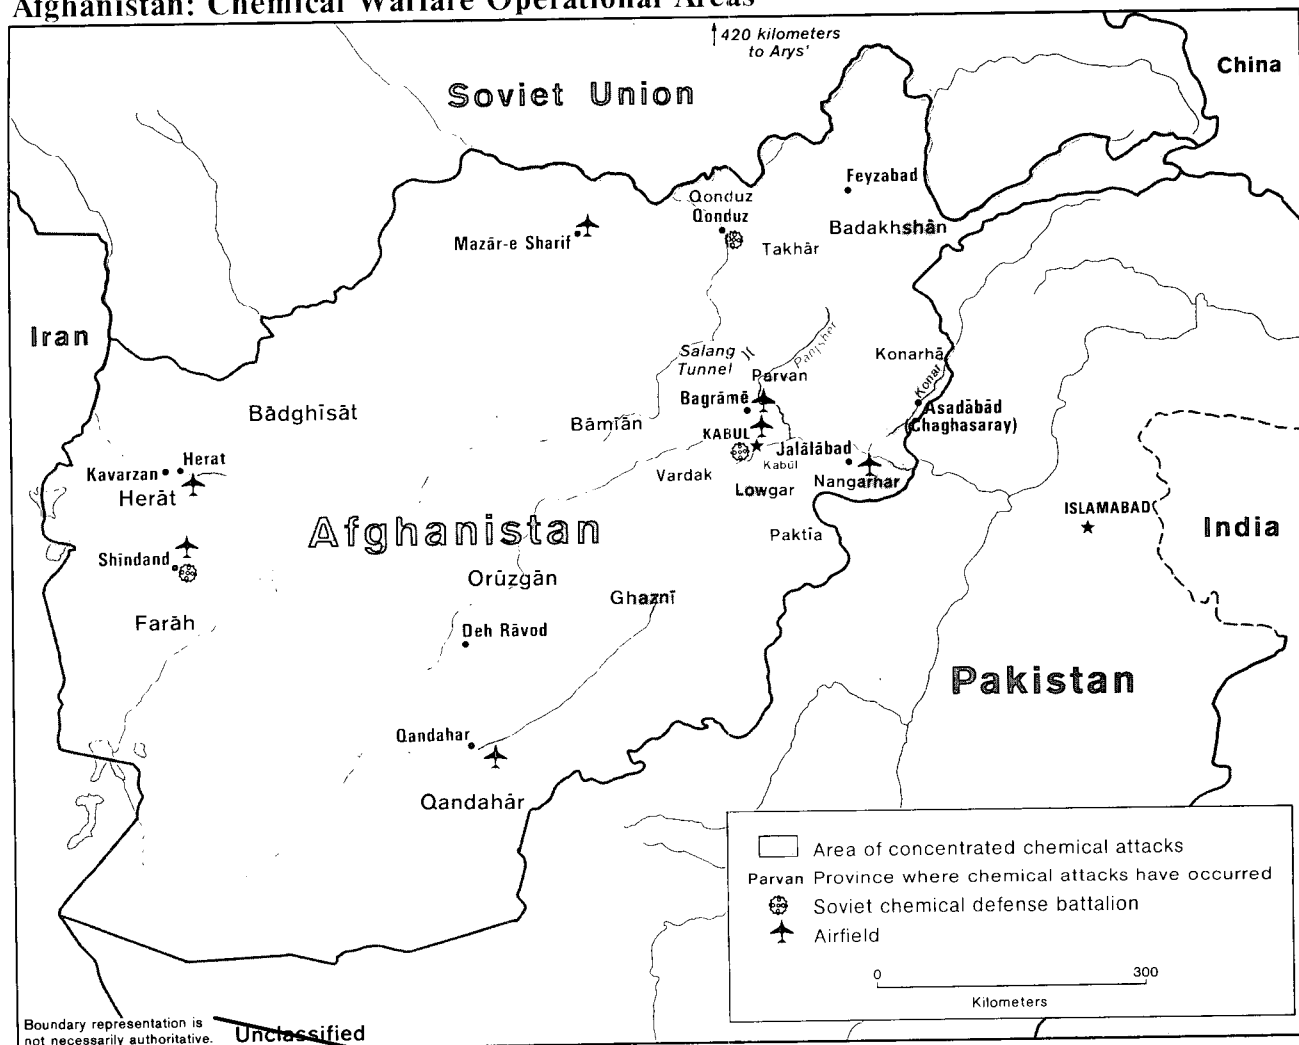 Afghanistan: Chemical Warfare Operational Areas
420 kilometers
to Arys'
China
Soviet Union
Feyzabad
Qonduz
Qonduz
Badakhshān
Mazār-e Sharif
Takhār
Iran
Salang
Tunnel
Panjsher
Konarhā
Parvan
Konar
Bādghīsāt
Bagrāmē
Asadābād
(Chaghasaray)
Bāmīān
KABUL
Jalālābad
Herat
Kavarzan
Kabūl
Vardak
Nangarhar
Herāt
Lowgar
ISLAMABAD
Afghanistan
India
Paktīa
Shindand
Orūzgān
Ghaznī
Farāh
Deh Rāvod
Pakistan
Qandahar
Qandahār
Area of concentrated chemical attacks
Parvan Province where chemical attacks have occurred
Soviet chemical defense battalion
Airfield
0 300
Kilometers
Boundary representation is
not necessarily authoritative.
Unclassified